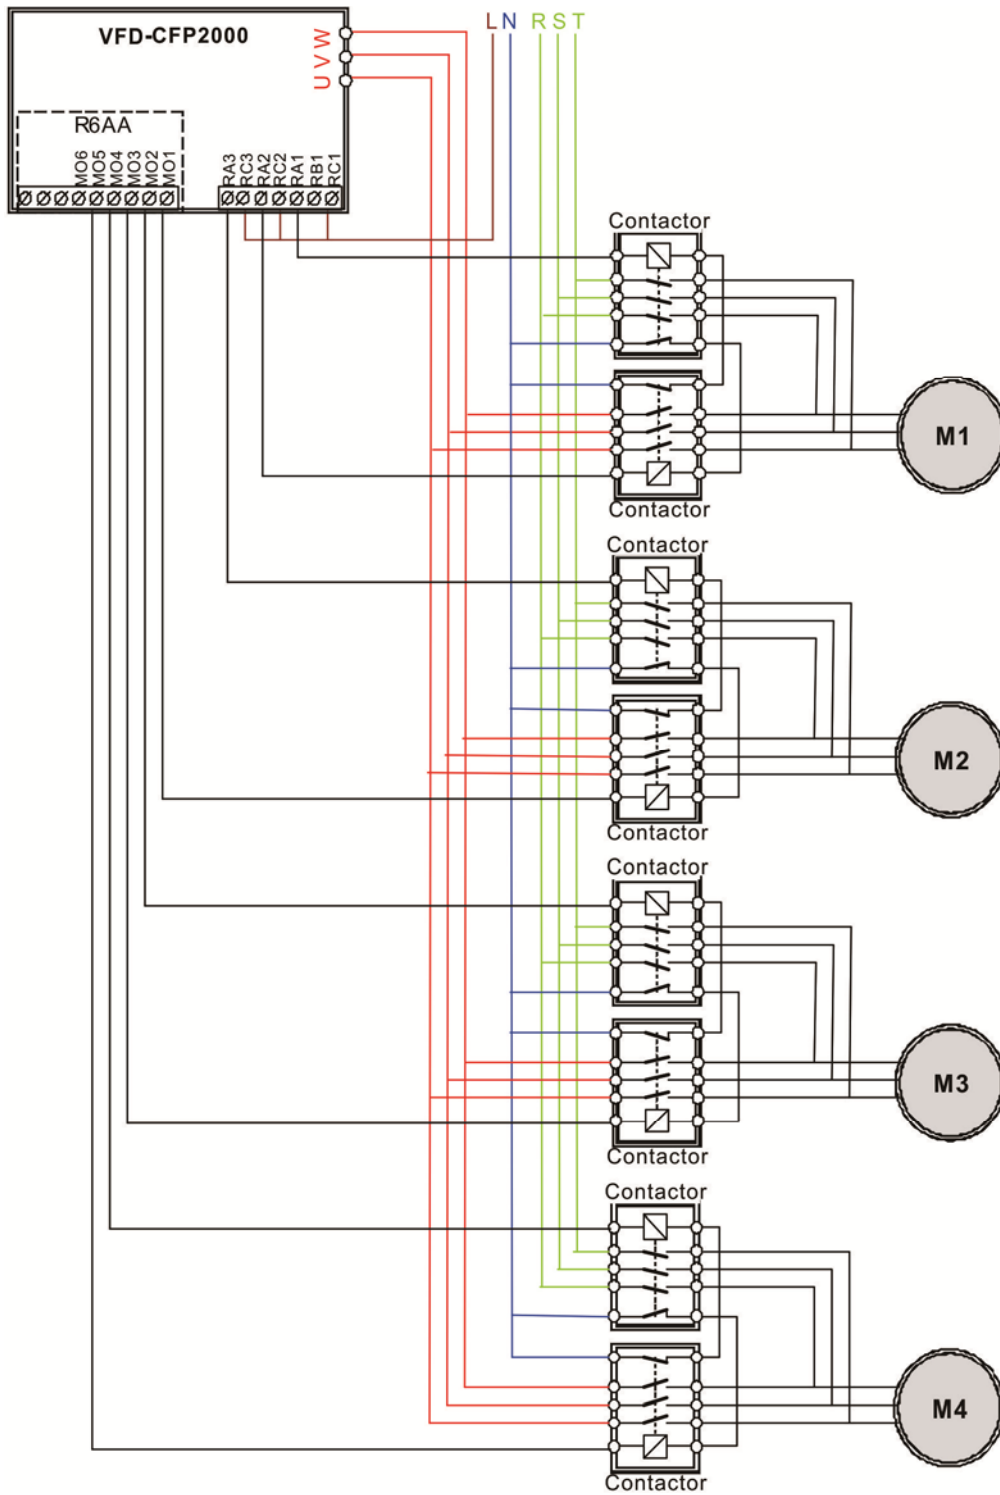 VFD-CFP2000
U V W
L N R S T
R6AA
MO6
MO5
MO4
MO3
MO2
MO1
RA3
RC3
RA2
RC2
RA1
RB1
RC1
Contactor
M1
Contactor
Contactor
M2
Contactor
Contactor
M3
Contactor
Contactor
M4
Contactor